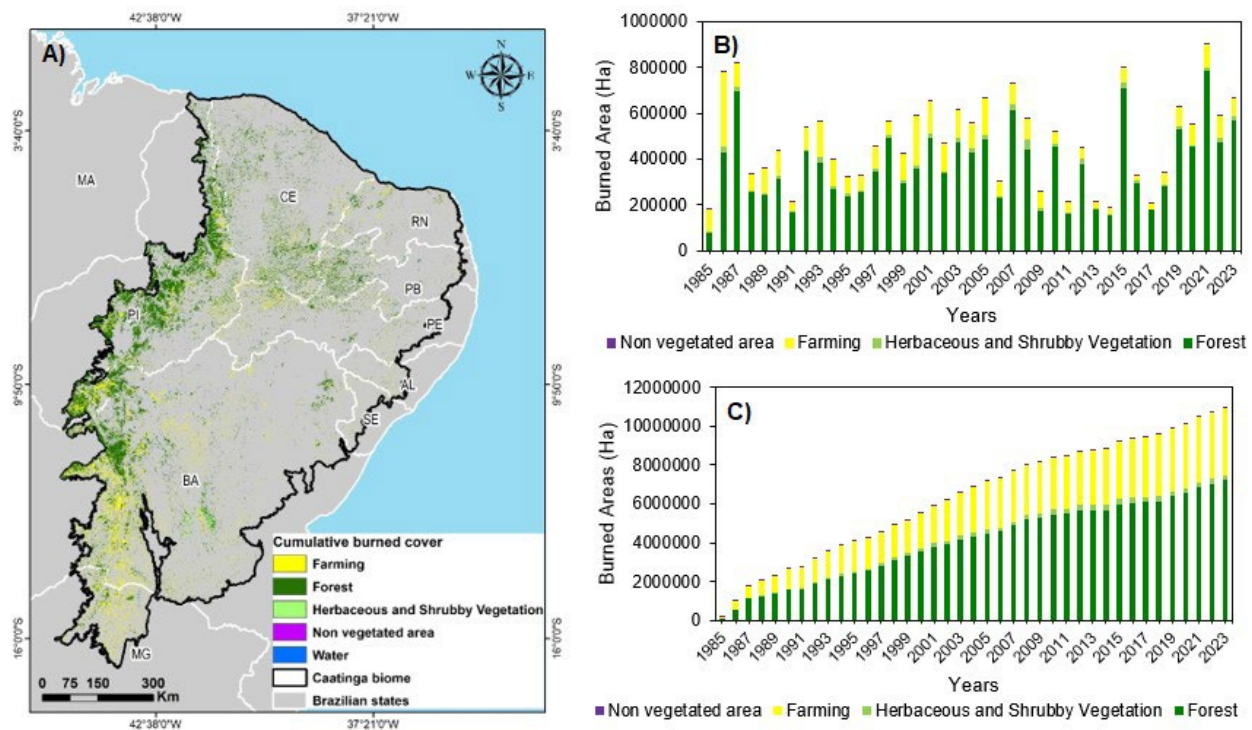 42°38'0"W 37°21'0"W
A)
N
W E
S
3°40'0"S 3°40'0"S
MA
CE
RN
PB
PI
PE
9°50'0"S 9°50'0"S
AL
SE
BA
Cumulative burned cover
Farming
Forest
Herbaceous and Shrubby Vegetation
Non vegetated area
Water
Caatinga biome
Brazilian states
16°0'0"S 16°0'0"S
MG
0 75 150 300
Km
42°38'0"W 37°21'0"W
B)
Burned Area (Ha)
1000000
800000
600000
400000
200000
0
1985 1987 1989 1991 1993 1995 1997 1999 2001 2003 2005 2007 2009 2011 2013 2015 2017 2019 2021 2023
Years
Non vegetated area Farming Herbaceous and Shrubby Vegetation Forest
C)
Burned Areas (Ha)
12000000
10000000
8000000
6000000
4000000
2000000
0
1985 1987 1989 1991 1993 1995 1997 1999 2001 2003 2005 2007 2009 2011 2013 2015 2017 2019 2021 2023
Years
Non vegetated area Farming Herbaceous and Shrubby Vegetation Forest